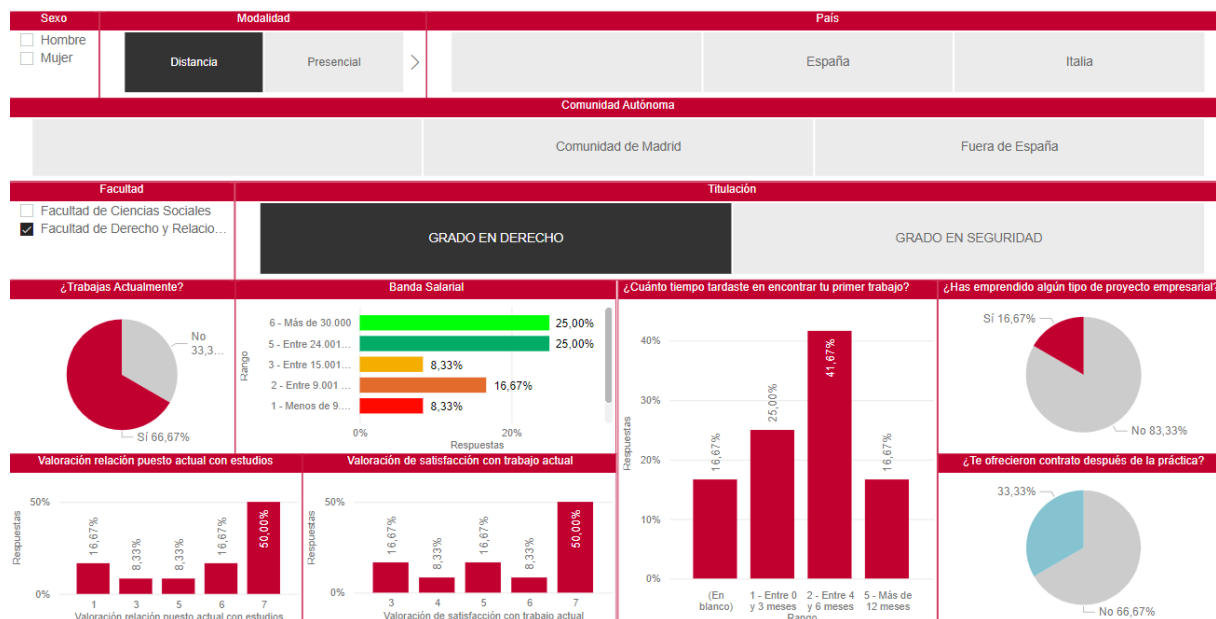 Sexo
Modalidad
País
Hombre
Mujer
Distancia
Presencial
España
Italia
Comunidad Autónoma
Comunidad de Madrid
Fuera de España
Facultad
Titulación
Facultad de Ciencias Sociales
Facultad de Derecho y Relacio...
GRADO EN DERECHO
GRADO EN SEGURIDAD
¿Trabajas Actualmente?
No
33,3...
Sí 66,67%
Banda Salarial
Rango
6 - Más de 30.000
25,00%
5 - Entre 24.001...
25,00%
3 - Entre 15.001...
8,33%
2 - Entre 9.001 ...
16,67%
1 - Menos de 9....
8,33%
0%
20%
Respuestas
¿Cuánto tiempo tardaste en encontrar tu primer trabajo?
Respuestas
40%
30%
20%
10%
0%
16,67%
25,00%
41,67%
16,67%
(En
blanco)
1 - Entre 0
y 3 meses
2 - Entre 4
y 6 meses
5 - Más de
12 meses
Rango
¿Has emprendido algún tipo de proyecto empresarial?
Sí 16,67%
No 83,33%
Valoración relación puesto actual con estudios
Respuestas
50%
0%
16,67%
8,33%
8,33%
16,67%
50,00%
1
3
5
6
7
Valoración relación puesto actual con estudios
Valoración de satisfacción con trabajo actual
Respuestas
50%
0%
16,67%
8,33%
16,67%
8,33%
50,00%
3
4
5
6
7
Valoración de satisfacción con trabajo actual
¿Te ofrecieron contrato después de la práctica?
33,33%
No 66,67%